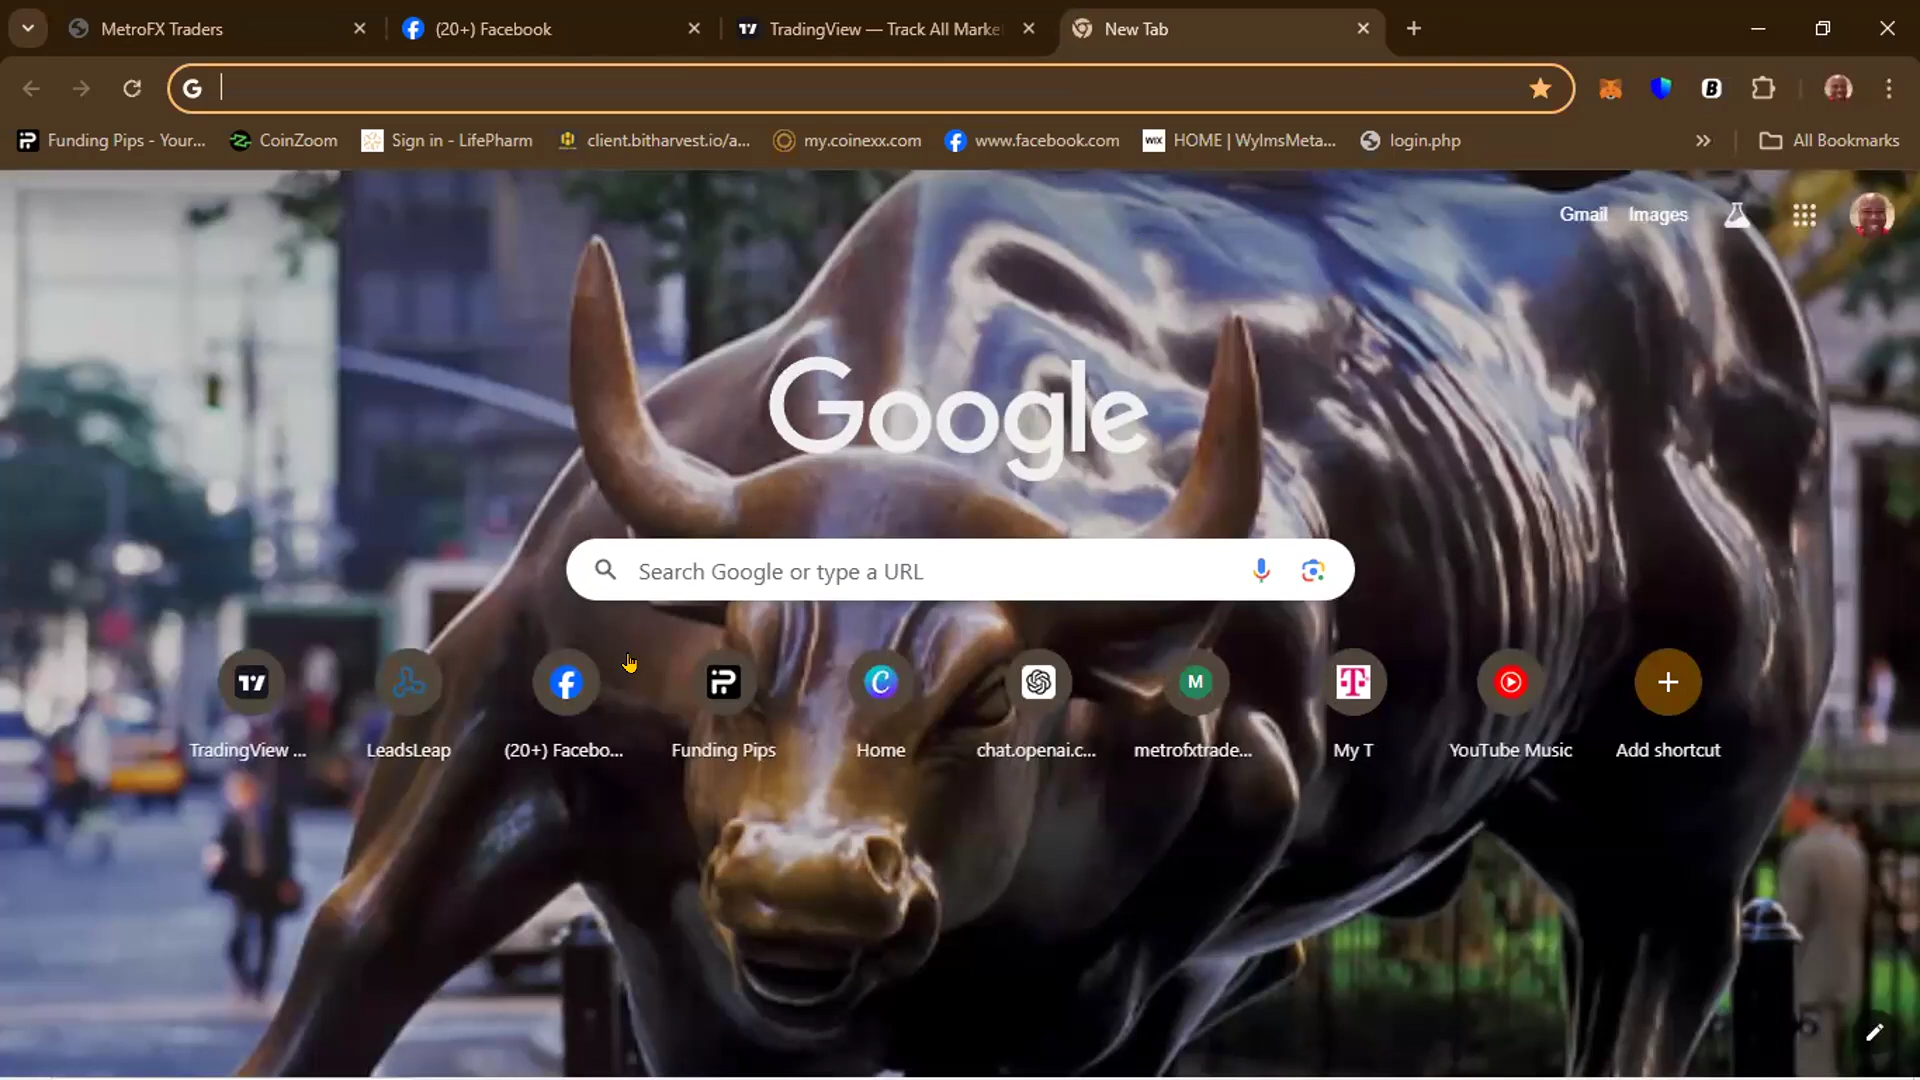 MetroFX Traders
(20+) Facebook
TradingView — Track All Marke
New Tab
Funding Pips - Your...
CoinZoom
Sign in - LifePharm
client.bitharvest.io/a...
my.coinexx.com
www.facebook.com
WIX
HOME | WylmsMeta...
login.php
All Bookmarks
Gmail
Images
Google
Search Google or type a URL
M
TradingView ...
LeadsLeap
(20+) Facebo...
Funding Pips
Home
chat.openai.c...
metrofxtrade...
My T
YouTube Music
Add shortcut